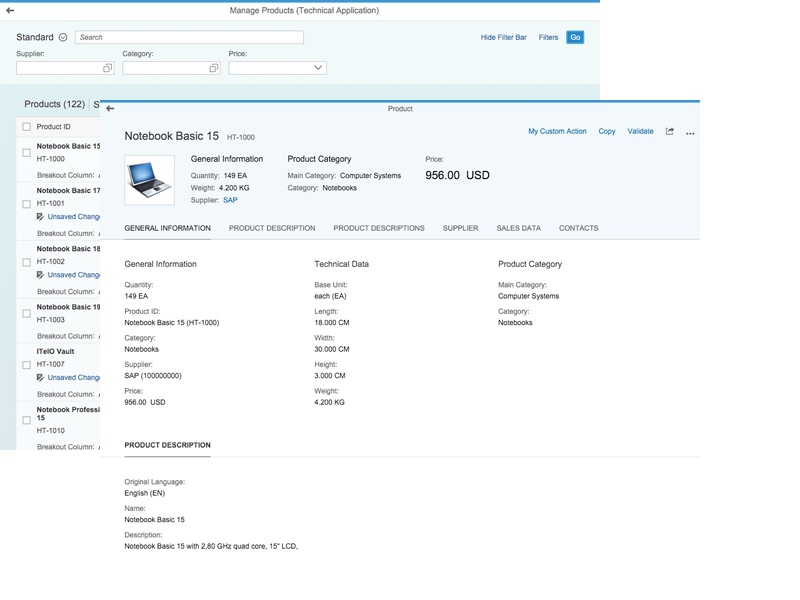 Manage Products (Technical Application)
Standard
Search
Hide Filter Bar
Filters
Go
Supplier:
Category:
Price:
Products (122)
S
Product ID
Notebook Basic 15
HT-1000
Breakout Column:
Notebook Basic 17
HT-1001
Unsaved Chang
Breakout Column:
Notebook Basic 18
HT-1002
Unsaved Chang
Breakout Column:
Notebook Basic 19
HT-1003
Breakout Column:
ITelO Vault
HT-1007
Unsaved Chang
Breakout Column:
Notebook Professi
15
HT-1010
Breakout Column:
Product
Notebook Basic 15 HT-1000
My Custom Action
Copy
Validate
General Information
Quantity: 149 EA
Weight: 4.200 KG
Supplier: SAP
Product Category
Main Category: Computer Systems
Category: Notebooks
Price:
956.00 USD
GENERAL INFORMATION
PRODUCT DESCRIPTION
PRODUCT DESCRIPTIONS
SUPPLIER
SALES DATA
CONTACTS
General Information
Quantity:
149 EA
Product ID:
Notebook Basic 15 (HT-1000)
Category:
Notebooks
Supplier:
SAP (100000000)
Price:
956.00 USD
Technical Data
Base Unit:
each (EA)
Length:
18.000 CM
Width:
30.000 CM
Height:
3.000 CM
Weight:
4.200 KG
Product Category
Main Category:
Computer Systems
Category:
Notebooks
PRODUCT DESCRIPTION
Original Language:
English (EN)
Name:
Notebook Basic 15
Description:
Notebook Basic 15 with 2,80 GHz quad core, 15" LCD,